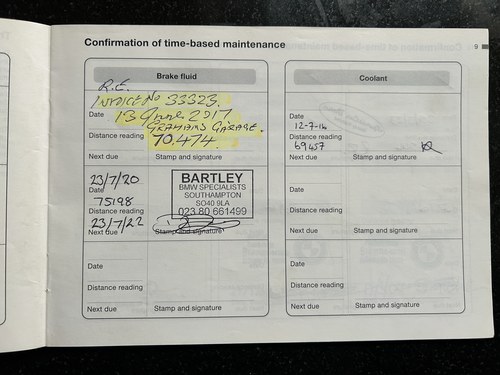 Confirmation of time-based maintenance
9
Brake fluid
R.E.
INVOICE No 33323.
Date 13 June 2017
GRAHAMS GARAGE.
Distance reading 70,474
Next due Stamp and signature
23/7/20
Date
75198
Distance reading
23/7/22
Next due
BARTLEY
BMW SPECIALISTS
SOUTHAMPTON
SO40 9LA
023 80 661499
Stamp and signature
Date
Distance reading
Next due Stamp and signature
Coolant
Date
12-7-16
Distance reading
69457
Next due Stamp and signature
Date
Distance reading
Next due Stamp and signature
Date
Distance reading
Next due Stamp and signature